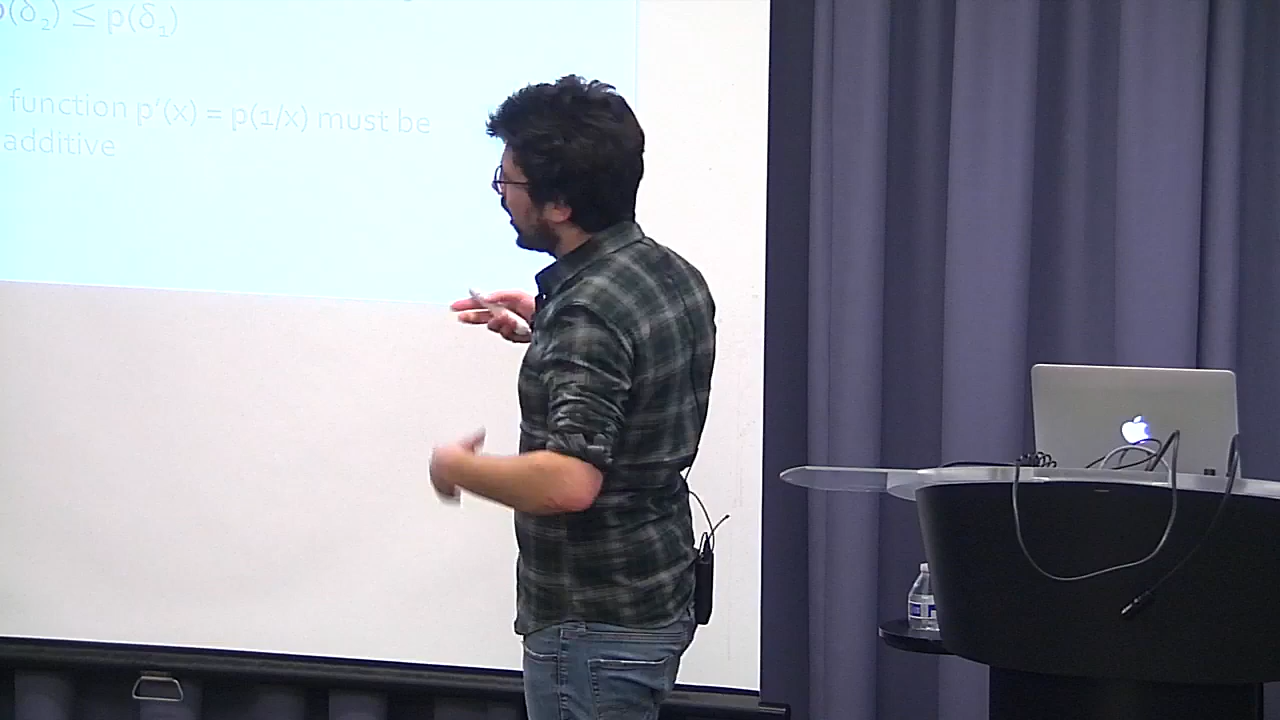 p(δ₂) ≤ p(δ₁)
function p'(x) = p(1/x) must be
additive